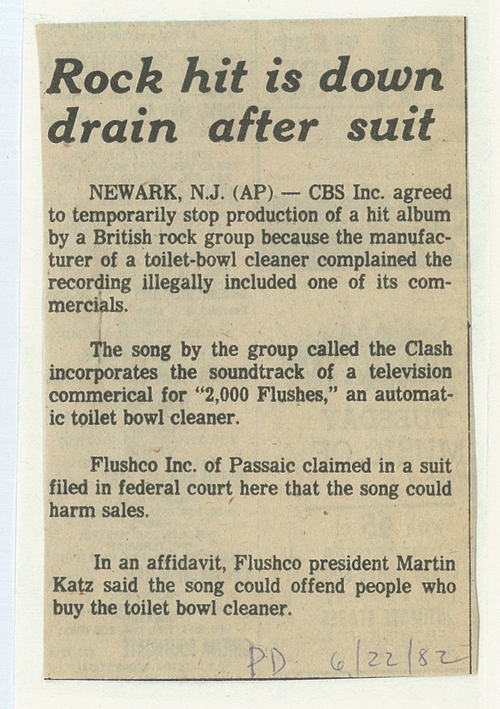 Rock hit is down
drain after suit
NEWARK, N.J. (AP) — CBS Inc. agreed
to temporarily stop production of a hit album
by a British rock group because the manufac-
turer of a toilet-bowl cleaner complained the
recording illegally included one of its com-
mercials.
The song by the group called the Clash
incorporates the soundtrack of a television
commerical for “2,000 Flushes,” an automat-
ic toilet bowl cleaner.
Flushco Inc. of Passaic claimed in a suit
filed in federal court here that the song could
harm sales.
In an affidavit, Flushco president Martin
Katz said the song could offend people who
buy the toilet bowl cleaner.
PD 6/22/82